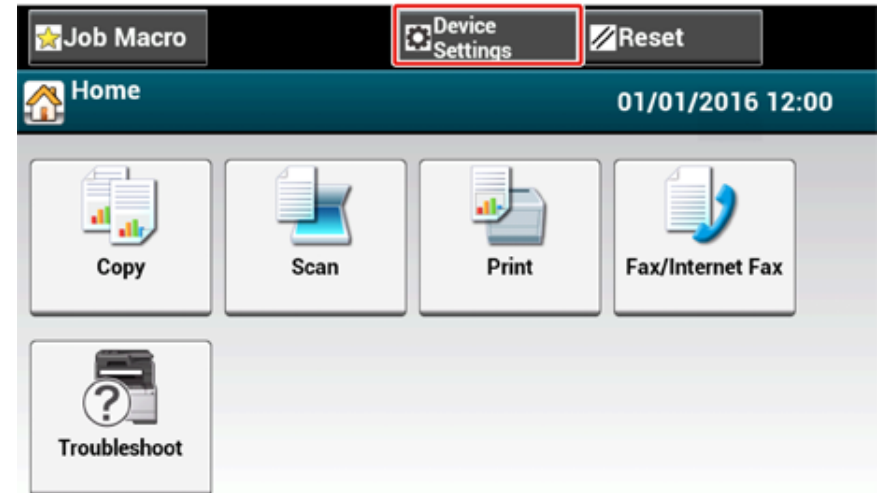 Job Macro
Device
Settings
Reset
Home
01/01/2016 12:00
Copy
Scan
Print
Fax/Internet Fax
Troubleshoot